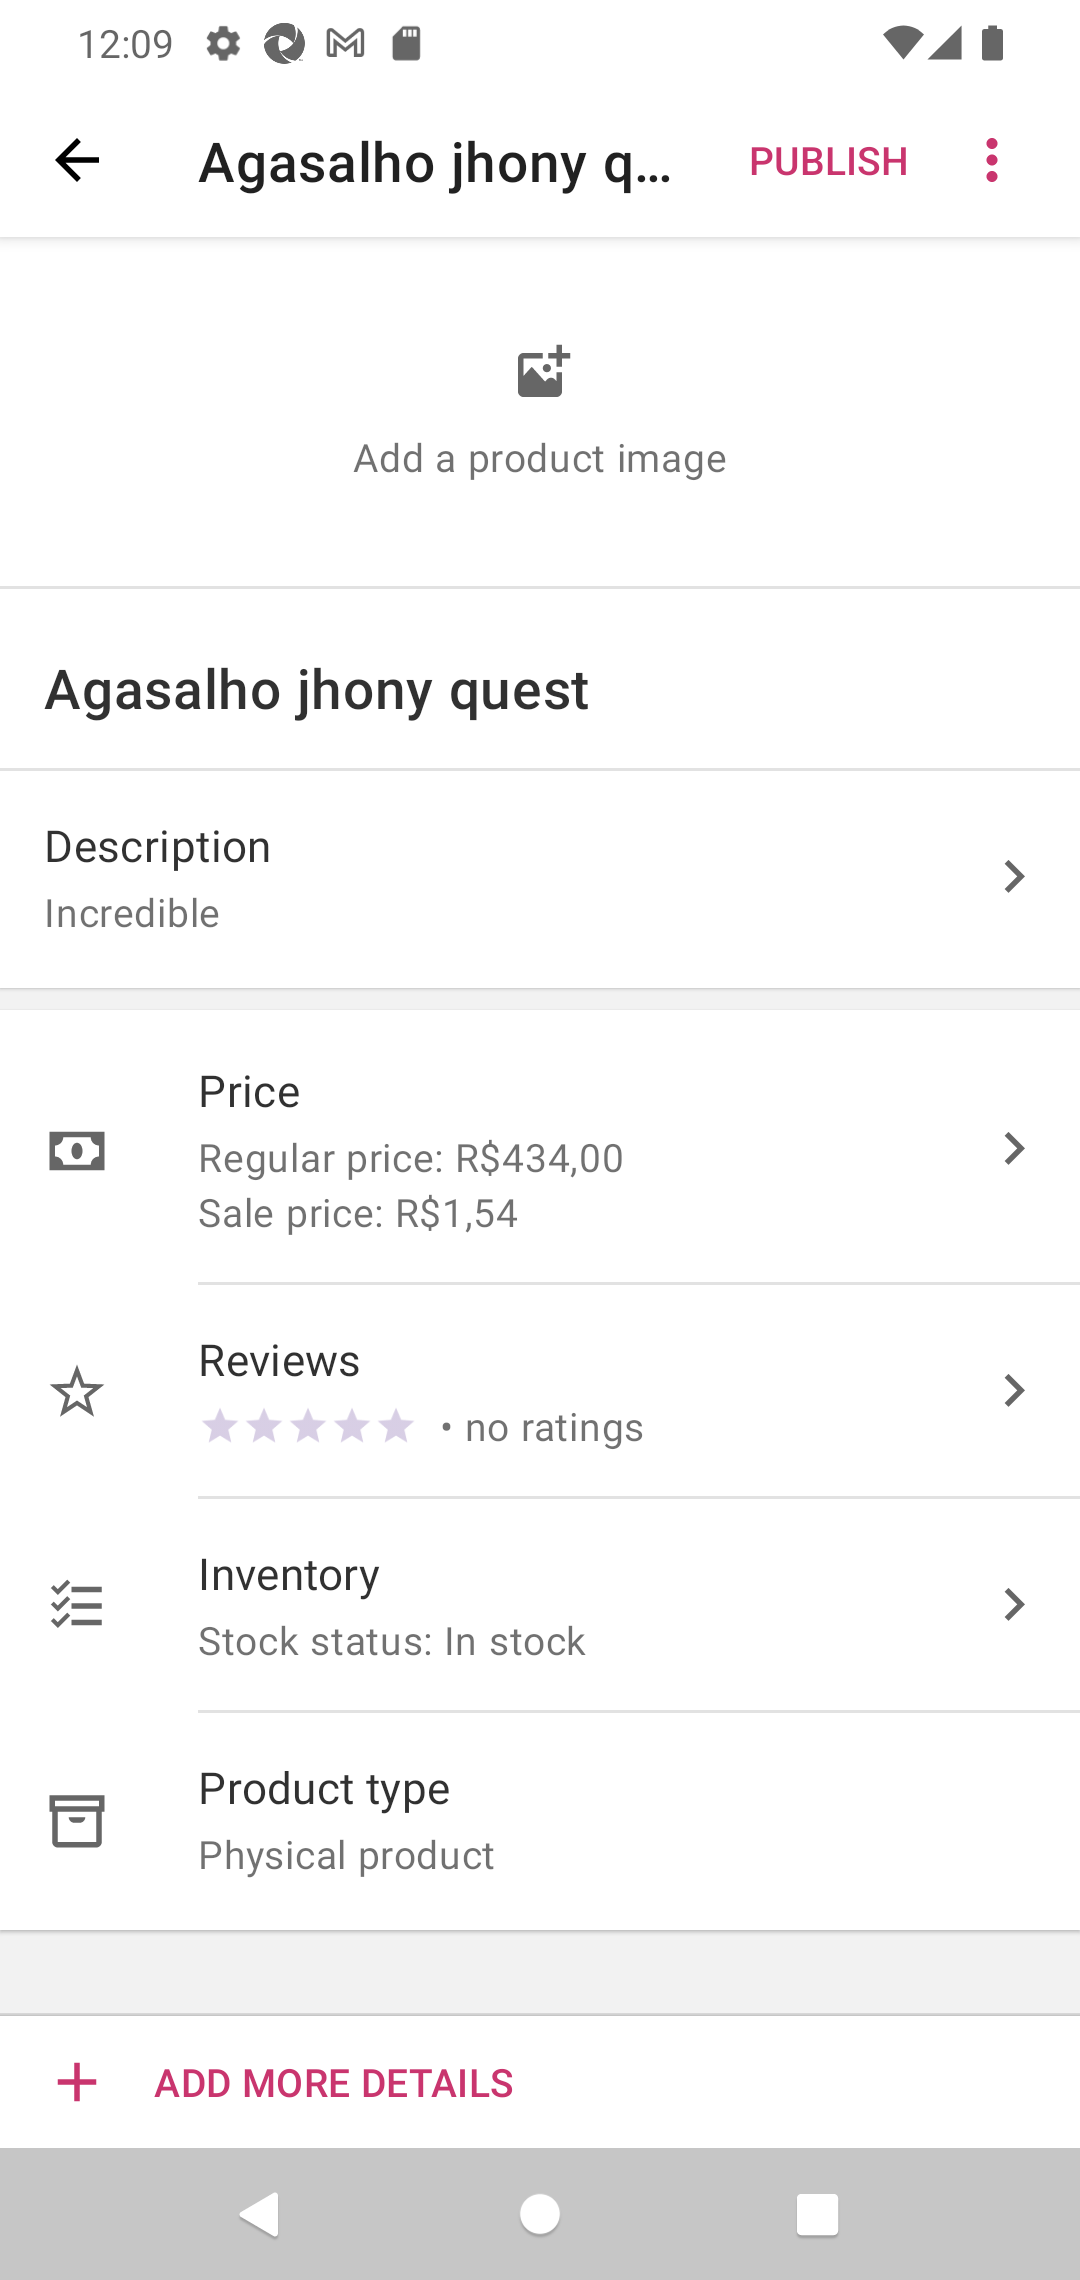 12:09
Agasalho jhony q...
PUBLISH
Add a product image
Agasalho jhony quest
Description
Incredible
Price
Regular price: R$434,00
Sale price: R$1,54
Reviews
• no ratings
Inventory
Stock status: In stock
Product type
Physical product
ADD MORE DETAILS